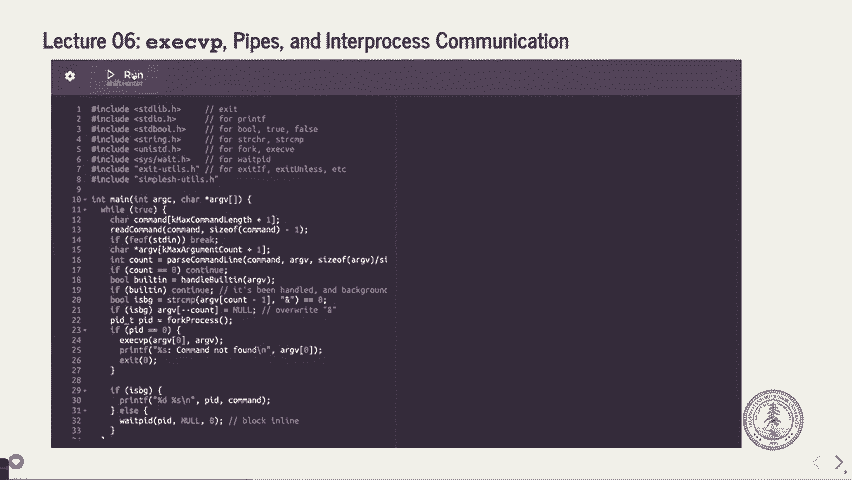 Lecture 06: execvp, Pipes, and Interprocess Communication
Run
1 #include <stdlib.h> // exit
2 #include <stdio.h> // for printf
3 #include <stdbool.h> // for bool, true, false
4 #include <string.h> // for strchr, strcmp
5 #include <unistd.h> // for fork, execve
6 #include <sys/wait.h> // for waitpid
7 #include "exit-utils.h" // for exitIf, exitUnless, etc
8 #include "simplesh-utils.h"
9
10 int main(int argc, char *argv[]) {
11 while (true) {
12 char command[kMaxCommandLength + 1];
13 readCommand(command, sizeof(command) - 1);
14 if (feof(stdin)) break;
15 char *argv[kMaxArgumentCount + 1];
16 int count = parseCommandLine(command, argv, sizeof(argv)/si
17 if (count == 0) continue;
18 bool builtin = handleBuiltin(argv);
19 if (builtin) continue; // it's been handled, and background
20 bool isbg = strcmp(argv[count - 1], "&") == 0;
21 if (isbg) argv[--count] = NULL; // overwrite "&"
22 pid_t pid = forkProcess();
23 if (pid == 0) {
24 execvp(argv[0], argv);
25 printf("%s: Command not found\n", argv[0]);
26 exit(0);
27 }
28
29 if (isbg) {
30 printf("%d %s\n", pid, command);
31 } else {
32 waitpid(pid, NULL, 0); // block inline
33 }